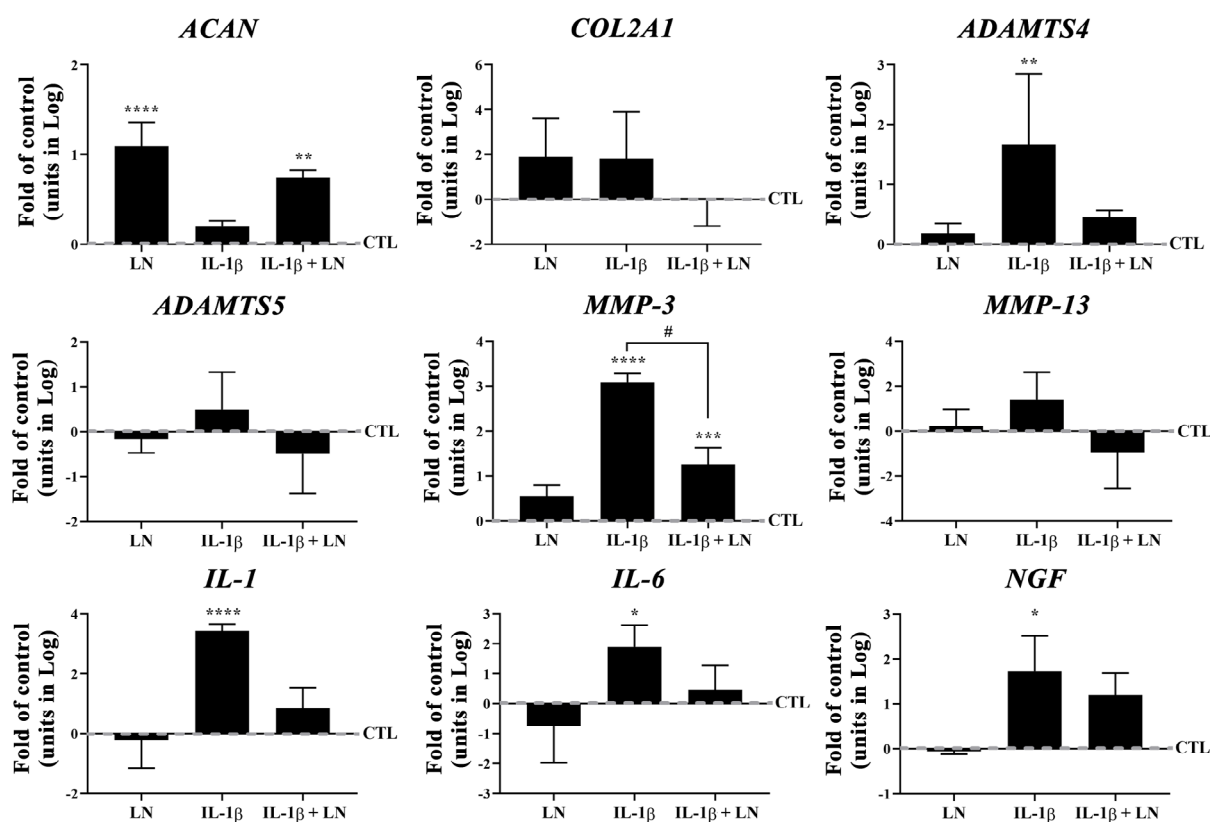 ACAN
Fold of control
(units in Log)
2
1
0
****
**
CTL
LN
IL-1β
IL-1β + LN
COL2A1
Fold of control
(units in Log)
6
4
2
0
-2
CTL
LN
IL-1β
IL-1β + LN
ADAMTS4
Fold of control
(units in Log)
3
2
1
0
**
CTL
LN
IL-1β
IL-1β + LN
ADAMTS5
Fold of control
(units in Log)
2
1
0
-1
-2
CTL
LN
IL-1β
IL-1β + LN
MMP-3
Fold of control
(units in Log)
4
3
2
1
0
#
****
***
CTL
LN
IL-1β
IL-1β + LN
MMP-13
Fold of control
(units in Log)
4
2
0
-2
-4
CTL
LN
IL-1β
IL-1β + LN
IL-1
Fold of control
(units in Log)
4
2
0
-2
****
CTL
LN
IL-1β
IL-1β + LN
IL-6
Fold of control
(units in Log)
3
2
1
0
-1
-2
-3
*
CTL
LN
IL-1β
IL-1β + LN
NGF
Fold of control
(units in Log)
3
2
1
0
-1
*
CTL
LN
IL-1β
IL-1β + LN